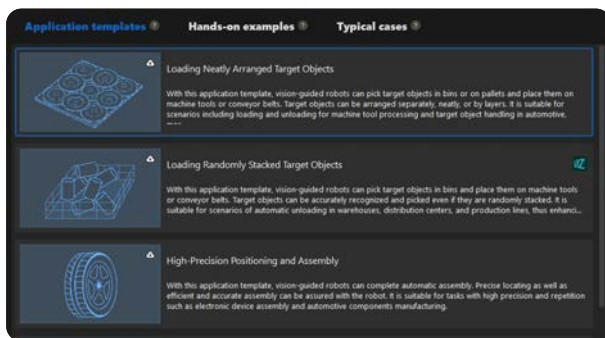 Application templates
Hands-on examples
Typical cases
Loading Neatly Arranged Target Objects
With this application template, vision-guided robots can pick target objects in bins or on pallets and place them on
machine tools or conveyor belts. Target objects can be arranged separately, neatly, or by layers. It is suitable for
scenarios including loading and unloading for machine tool processing and target object handling in automotive,
Loading Randomly Stacked Target Objects
With this application template, vision-guided robots can pick target objects in bins and place them on machine tools
or conveyor belts. Target objects can be accurately recognized and picked even if they are randomly stacked. It is
suitable for scenarios of automatic unloading in warehouses, distribution centers, and production lines, thus enhanci...
High-Precision Positioning and Assembly
With this application template, vision-guided robots can complete automatic assembly. Precise locating as well as
efficient and accurate assembly can be assured with the robot. It is suitable for tasks with high precision and repetition
such as electronic device assembly and automotive components manufacturing.